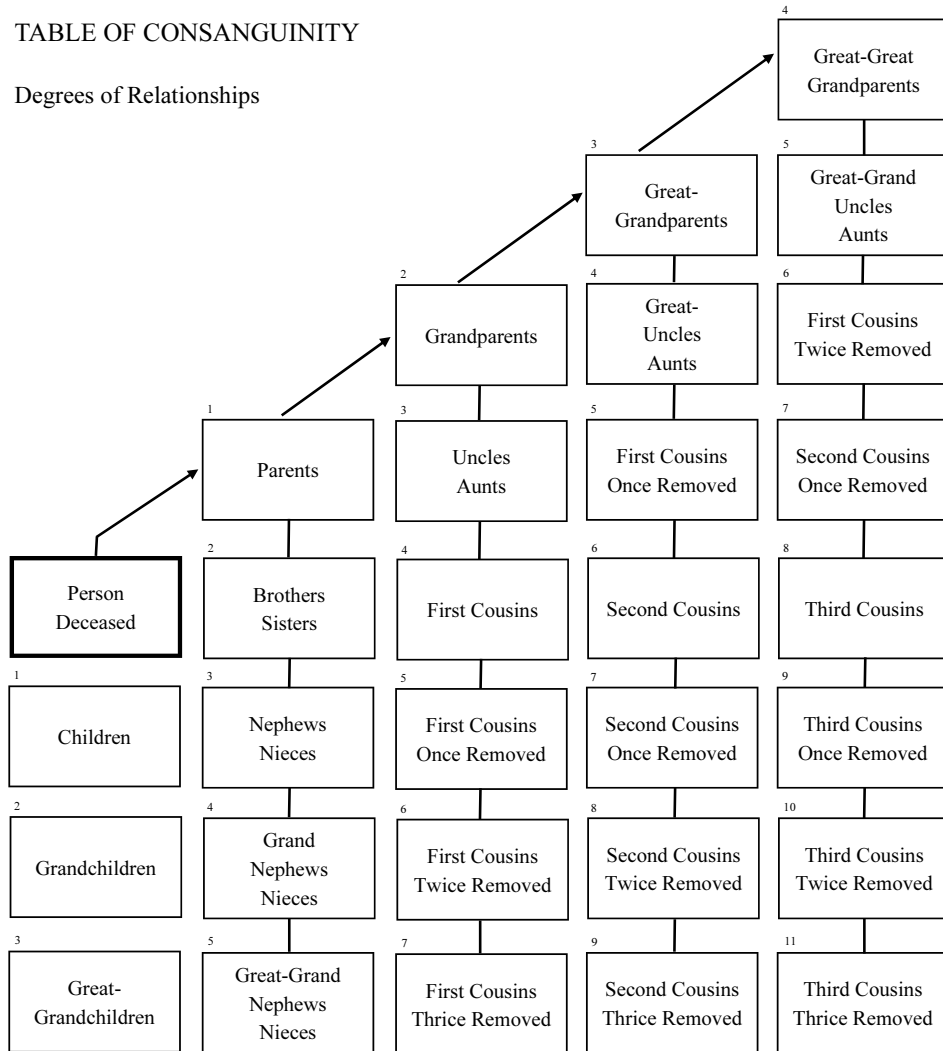 TABLE OF CONSANGUINITY
Degrees of Relationships
4
Great-Great
Grandparents
3
Great-
Grandparents
5
Great-Grand
Uncles
Aunts
2
Grandparents
4
Great-
Uncles
Aunts
6
First Cousins
Twice Removed
1
Parents
3
Uncles
Aunts
5
First Cousins
Once Removed
7
Second Cousins
Once Removed
Person
Deceased
2
Brothers
Sisters
4
First Cousins
6
Second Cousins
8
Third Cousins
1
Children
3
Nephews
Nieces
5
First Cousins
Once Removed
7
Second Cousins
Once Removed
9
Third Cousins
Once Removed
2
Grandchildren
4
Grand
Nephews
Nieces
6
First Cousins
Twice Removed
8
Second Cousins
Twice Removed
10
Third Cousins
Twice Removed
3
Great-
Grandchildren
5
Great-Grand
Nephews
Nieces
7
First Cousins
Thrice Removed
9
Second Cousins
Thrice Removed
11
Third Cousins
Thrice Removed